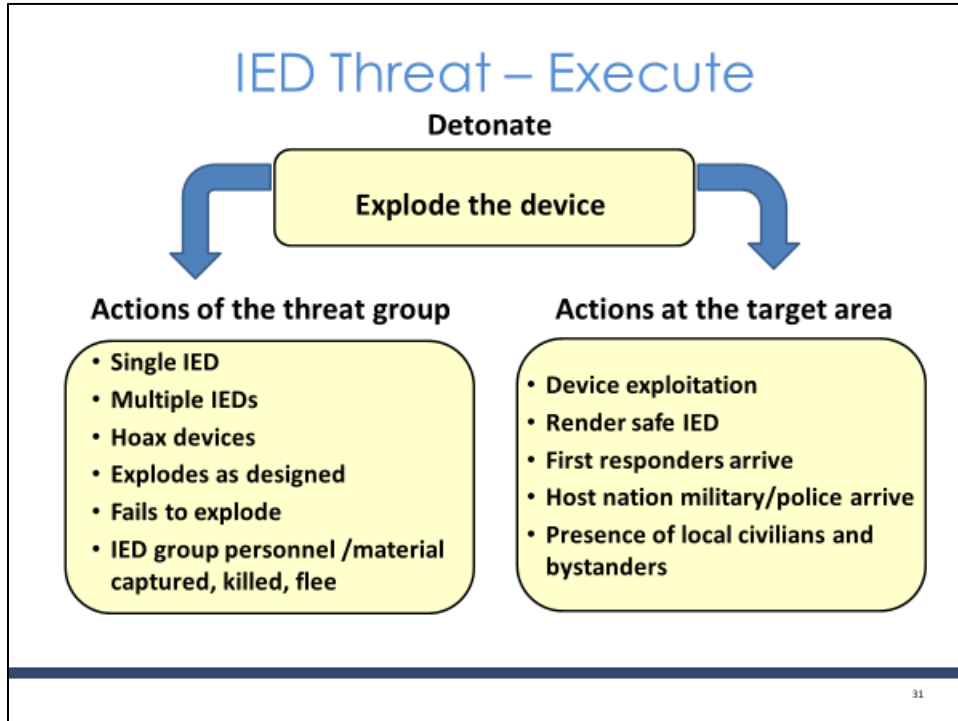 IED Threat – Execute
Detonate
Explode the device
Actions of the threat group
• Single IED
• Multiple IEDs
• Hoax devices
• Explodes as designed
• Fails to explode
• IED group personnel /material
captured, killed, flee
Actions at the target area
• Device exploitation
• Render safe IED
• First responders arrive
• Host nation military/police arrive
• Presence of local civilians and
bystanders
31